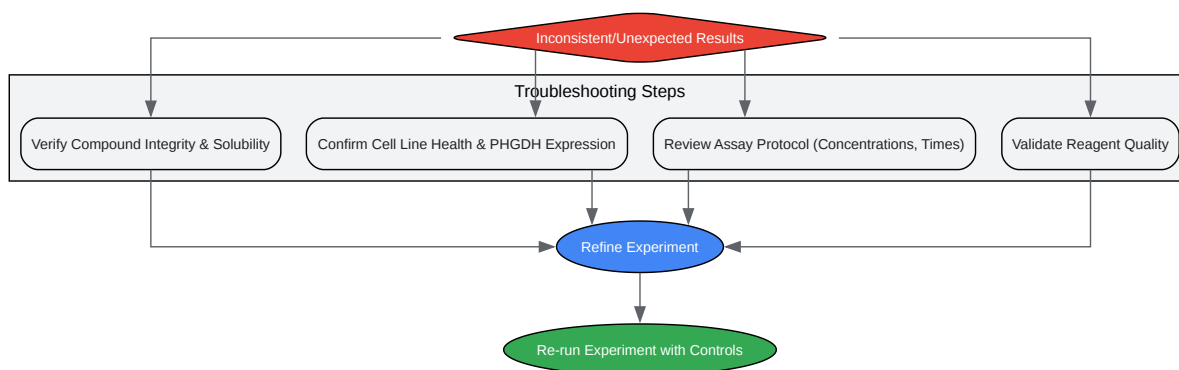 Inconsistent/Unexpected Results
Troubleshooting Steps
Verify Compound Integrity & Solubility
Confirm Cell Line Health & PHGDH Expression
Review Assay Protocol (Concentrations, Times)
Validate Reagent Quality
Refine Experiment
Re-run Experiment with Controls